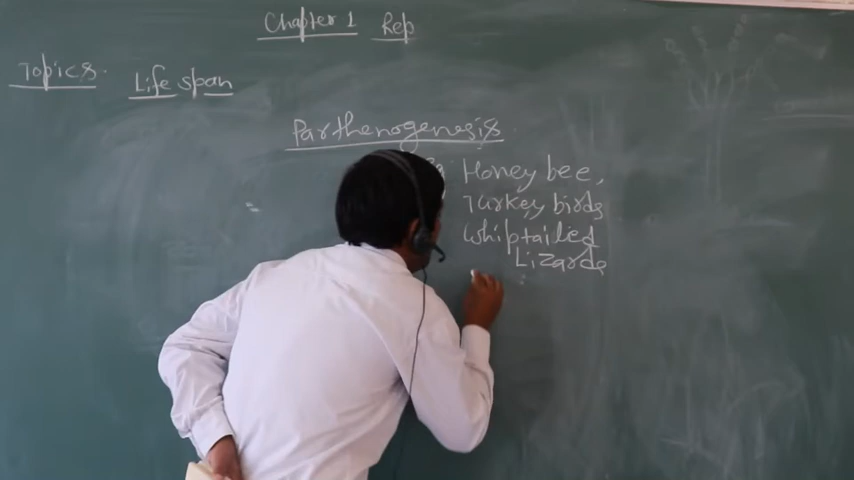 Chapter 1 Rep
Topics
Life span
Parthenogenesis
Honey bee,
Turkey birds
Whiptailed
Lizards